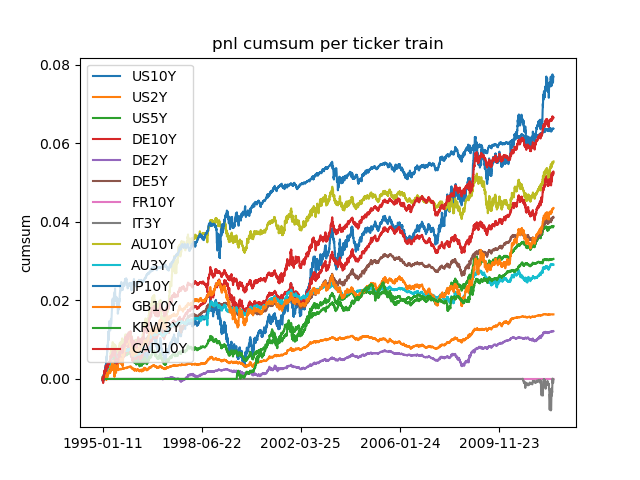 pnl cumsum per ticker train
0.08
0.06
0.04
0.02
0.00
cumsum
US10Y
US2Y
US5Y
DE10Y
DE2Y
DE5Y
FR10Y
IT3Y
AU10Y
AU3Y
JP10Y
GB10Y
KRW3Y
CAD10Y
1995-01-11
1998-06-22
2002-03-25
2006-01-24
2009-11-23